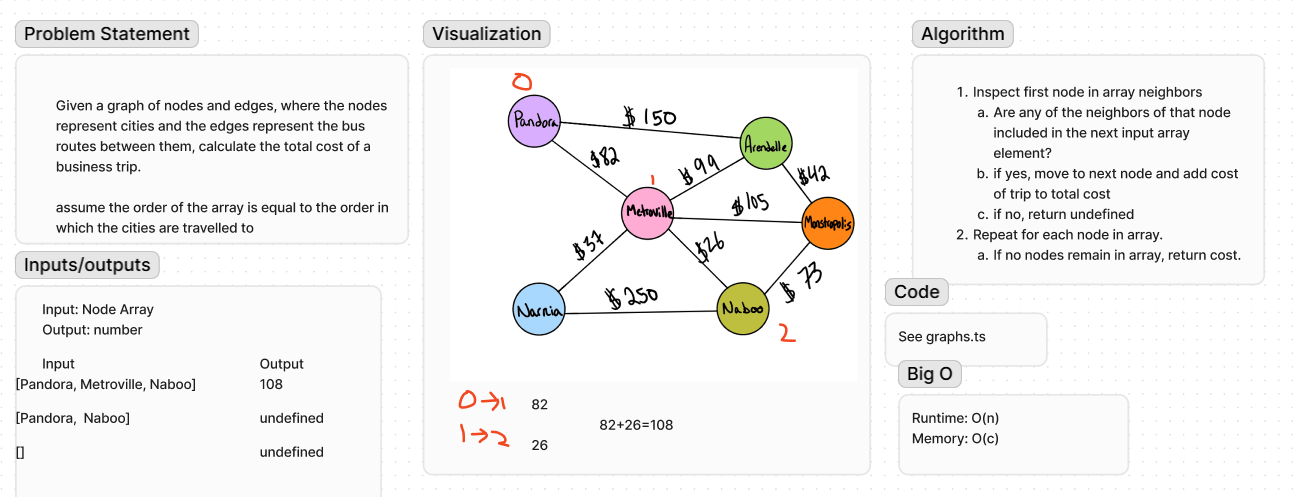 Problem Statement
Given a graph of nodes and edges, where the nodes
represent cities and the edges represent the bus
routes between them, calculate the total cost of a
business trip.
assume the order of the array is equal to the order in
which the cities are travelled to
Inputs/outputs
Input: Node Array
Output: number
Input Output
[Pandora, Metroville, Naboo] 108
[Pandora, Naboo] undefined
[] undefined
Visualization
0
Pandora
$150
Arendelle
$82
$99
$42
1
Metroville
$105
Monstropolis
$37
$26
$73
Narnia
$250
Naboo
2
0→1 82
82+26=108
1→2 26
Algorithm
1. Inspect first node in array neighbors
a. Are any of the neighbors of that node
included in the next input array
element?
b. if yes, move to next node and add cost
of trip to total cost
c. if no, return undefined
2. Repeat for each node in array.
a. If no nodes remain in array, return cost.
Code
See graphs.ts
Big O
Runtime: O(n)
Memory: O(c)